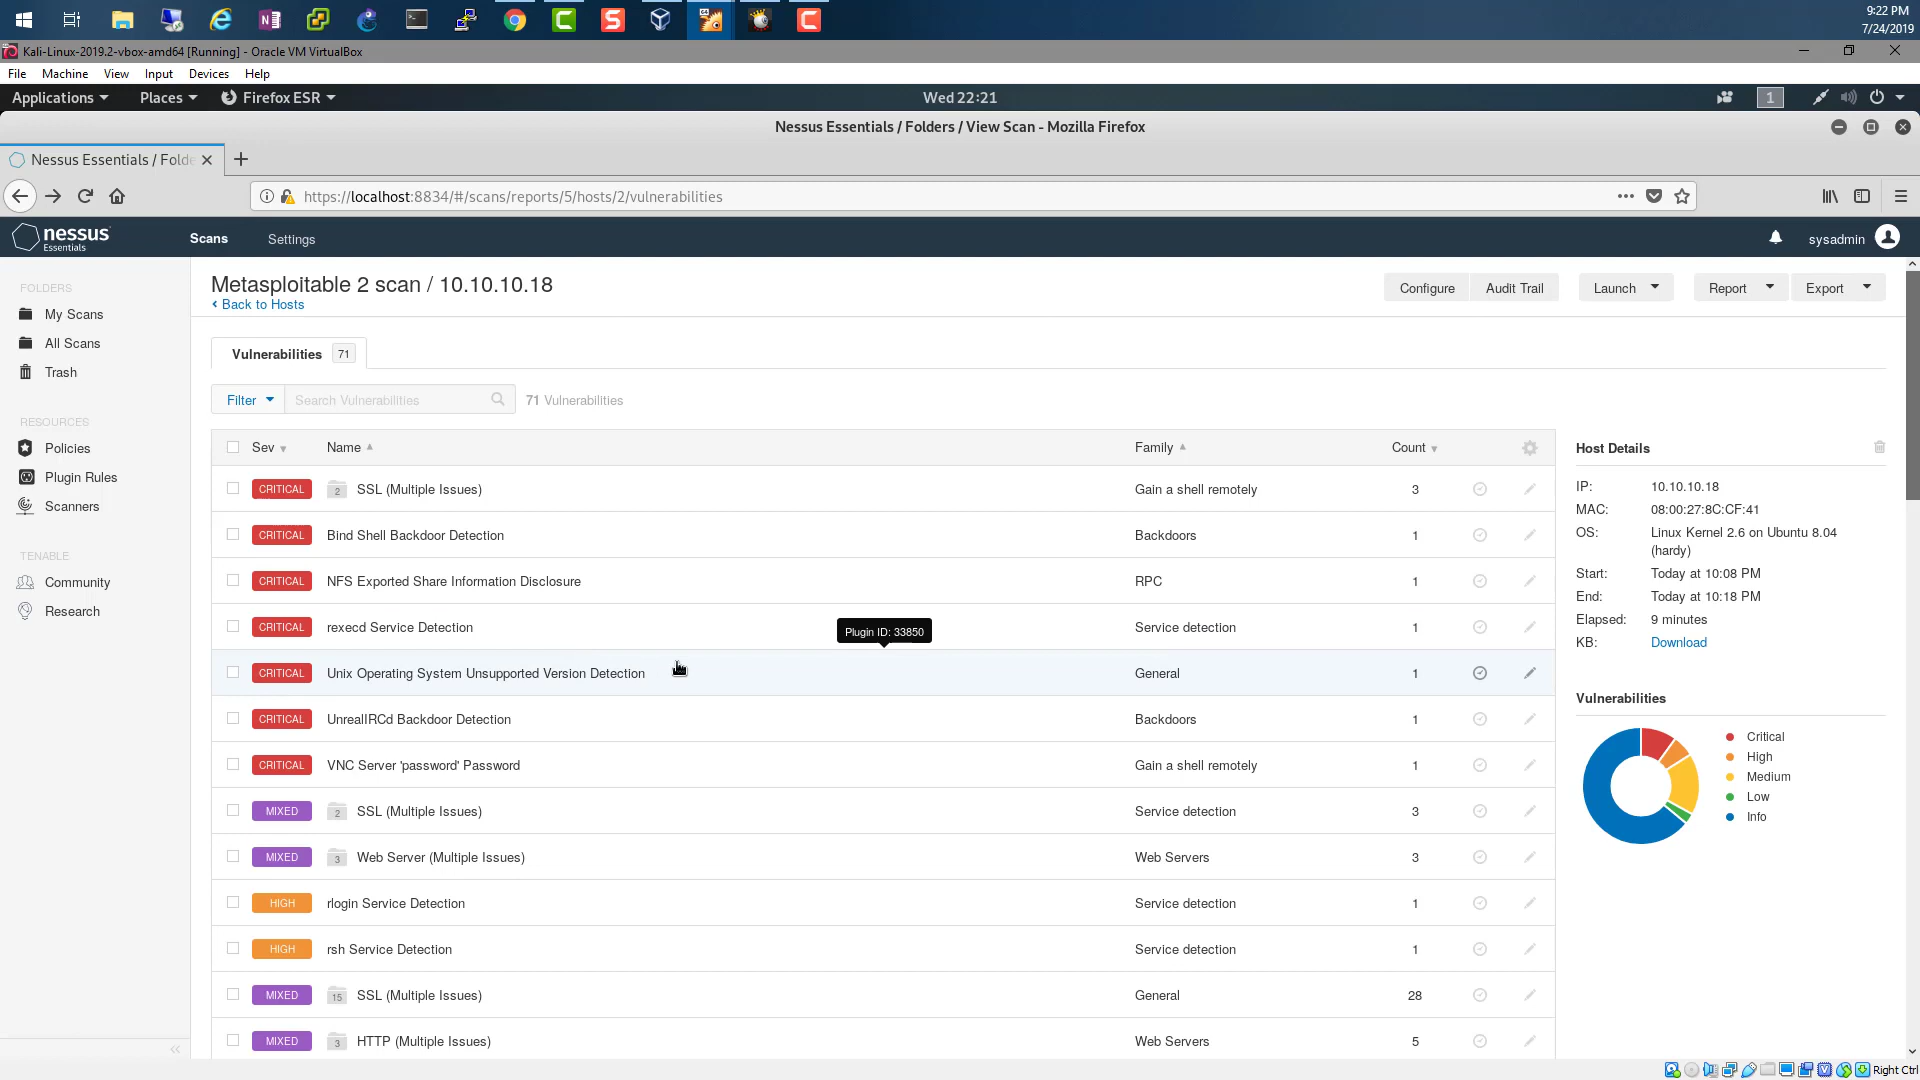 9:22 PM
7/24/2019
Kali-Linux-2019.2-vbox-amd64 [Running] - Oracle VM VirtualBox
File Machine View Input Devices Help
Applications Places Firefox ESR Wed 22:21 1
Nessus Essentials / Folders / View Scan - Mozilla Firefox
Nessus Essentials / Folde
https://localhost:8834/#/scans/reports/5/hosts/2/vulnerabilities
nessus Essentials Scans Settings sysadmin
FOLDERS
My Scans
All Scans
Trash
RESOURCES
Policies
Plugin Rules
Scanners
TENABLE
Community
Research
Metasploitable 2 scan / 10.10.10.18
Back to Hosts
Configure Audit Trail Launch Report Export
Vulnerabilities 71
Filter Search Vulnerabilities 71 Vulnerabilities
Sev Name Family Count
CRITICAL 2 SSL (Multiple Issues) Gain a shell remotely 3
CRITICAL Bind Shell Backdoor Detection Backdoors 1
CRITICAL NFS Exported Share Information Disclosure RPC 1
CRITICAL rexecd Service Detection Service detection 1
Plugin ID: 33850
CRITICAL Unix Operating System Unsupported Version Detection General 1
CRITICAL UnrealIRCd Backdoor Detection Backdoors 1
CRITICAL VNC Server 'password' Password Gain a shell remotely 1
MIXED 2 SSL (Multiple Issues) Service detection 3
MIXED 3 Web Server (Multiple Issues) Web Servers 3
HIGH rlogin Service Detection Service detection 1
HIGH rsh Service Detection Service detection 1
MIXED 15 SSL (Multiple Issues) General 28
MIXED 3 HTTP (Multiple Issues) Web Servers 5
Host Details
IP: 10.10.10.18
MAC: 08:00:27:8C:CF:41
OS: Linux Kernel 2.6 on Ubuntu 8.04
(hardy)
Start: Today at 10:08 PM
End: Today at 10:18 PM
Elapsed: 9 minutes
KB: Download
Vulnerabilities
Critical
High
Medium
Low
Info
Right Ctrl